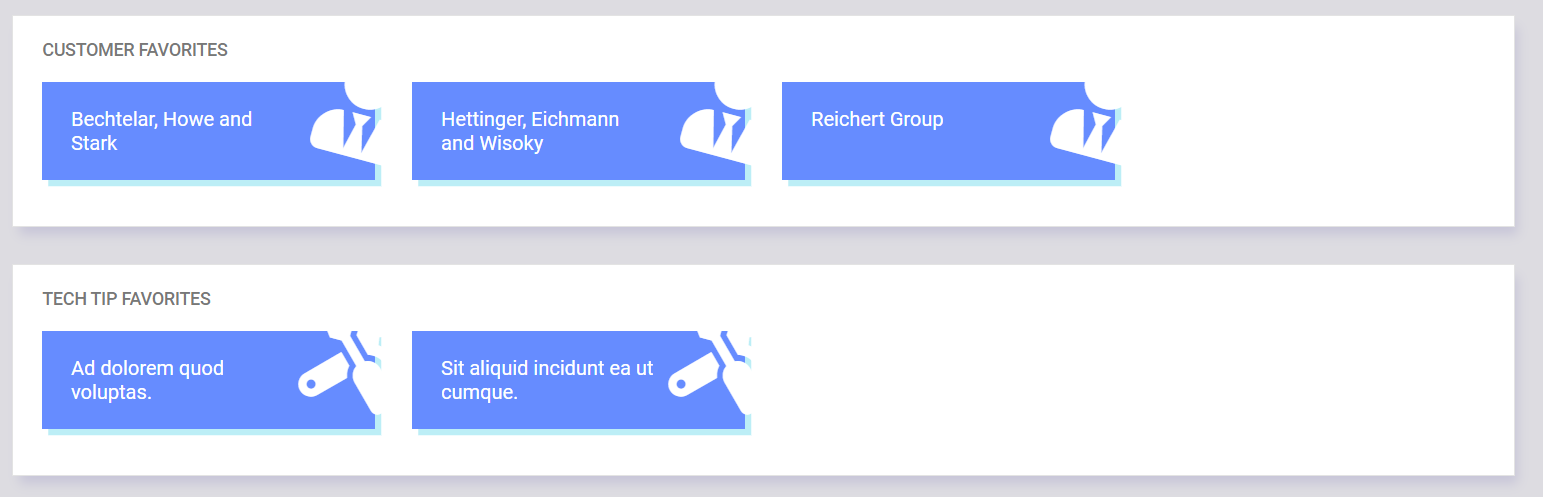 CUSTOMER FAVORITES
Bechtelar, Howe and
Stark
Hettinger, Eichmann
and Wisoky
Reichert Group
TECH TIP FAVORITES
Ad dolorem quod
voluptas.
Sit aliquid incidunt ea ut
cumque.